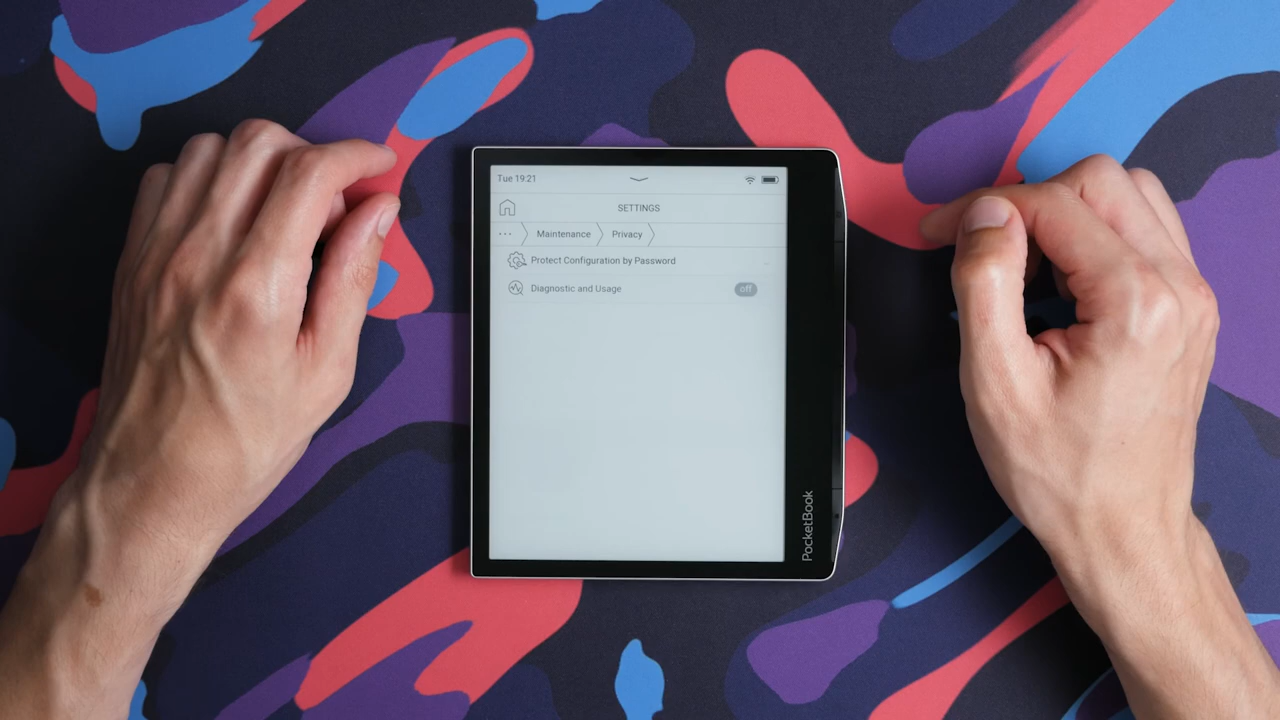 Tue 19:21
SETTINGS
... Maintenance Privacy
Protect Configuration by Password
Diagnostic and Usage off
PocketBook